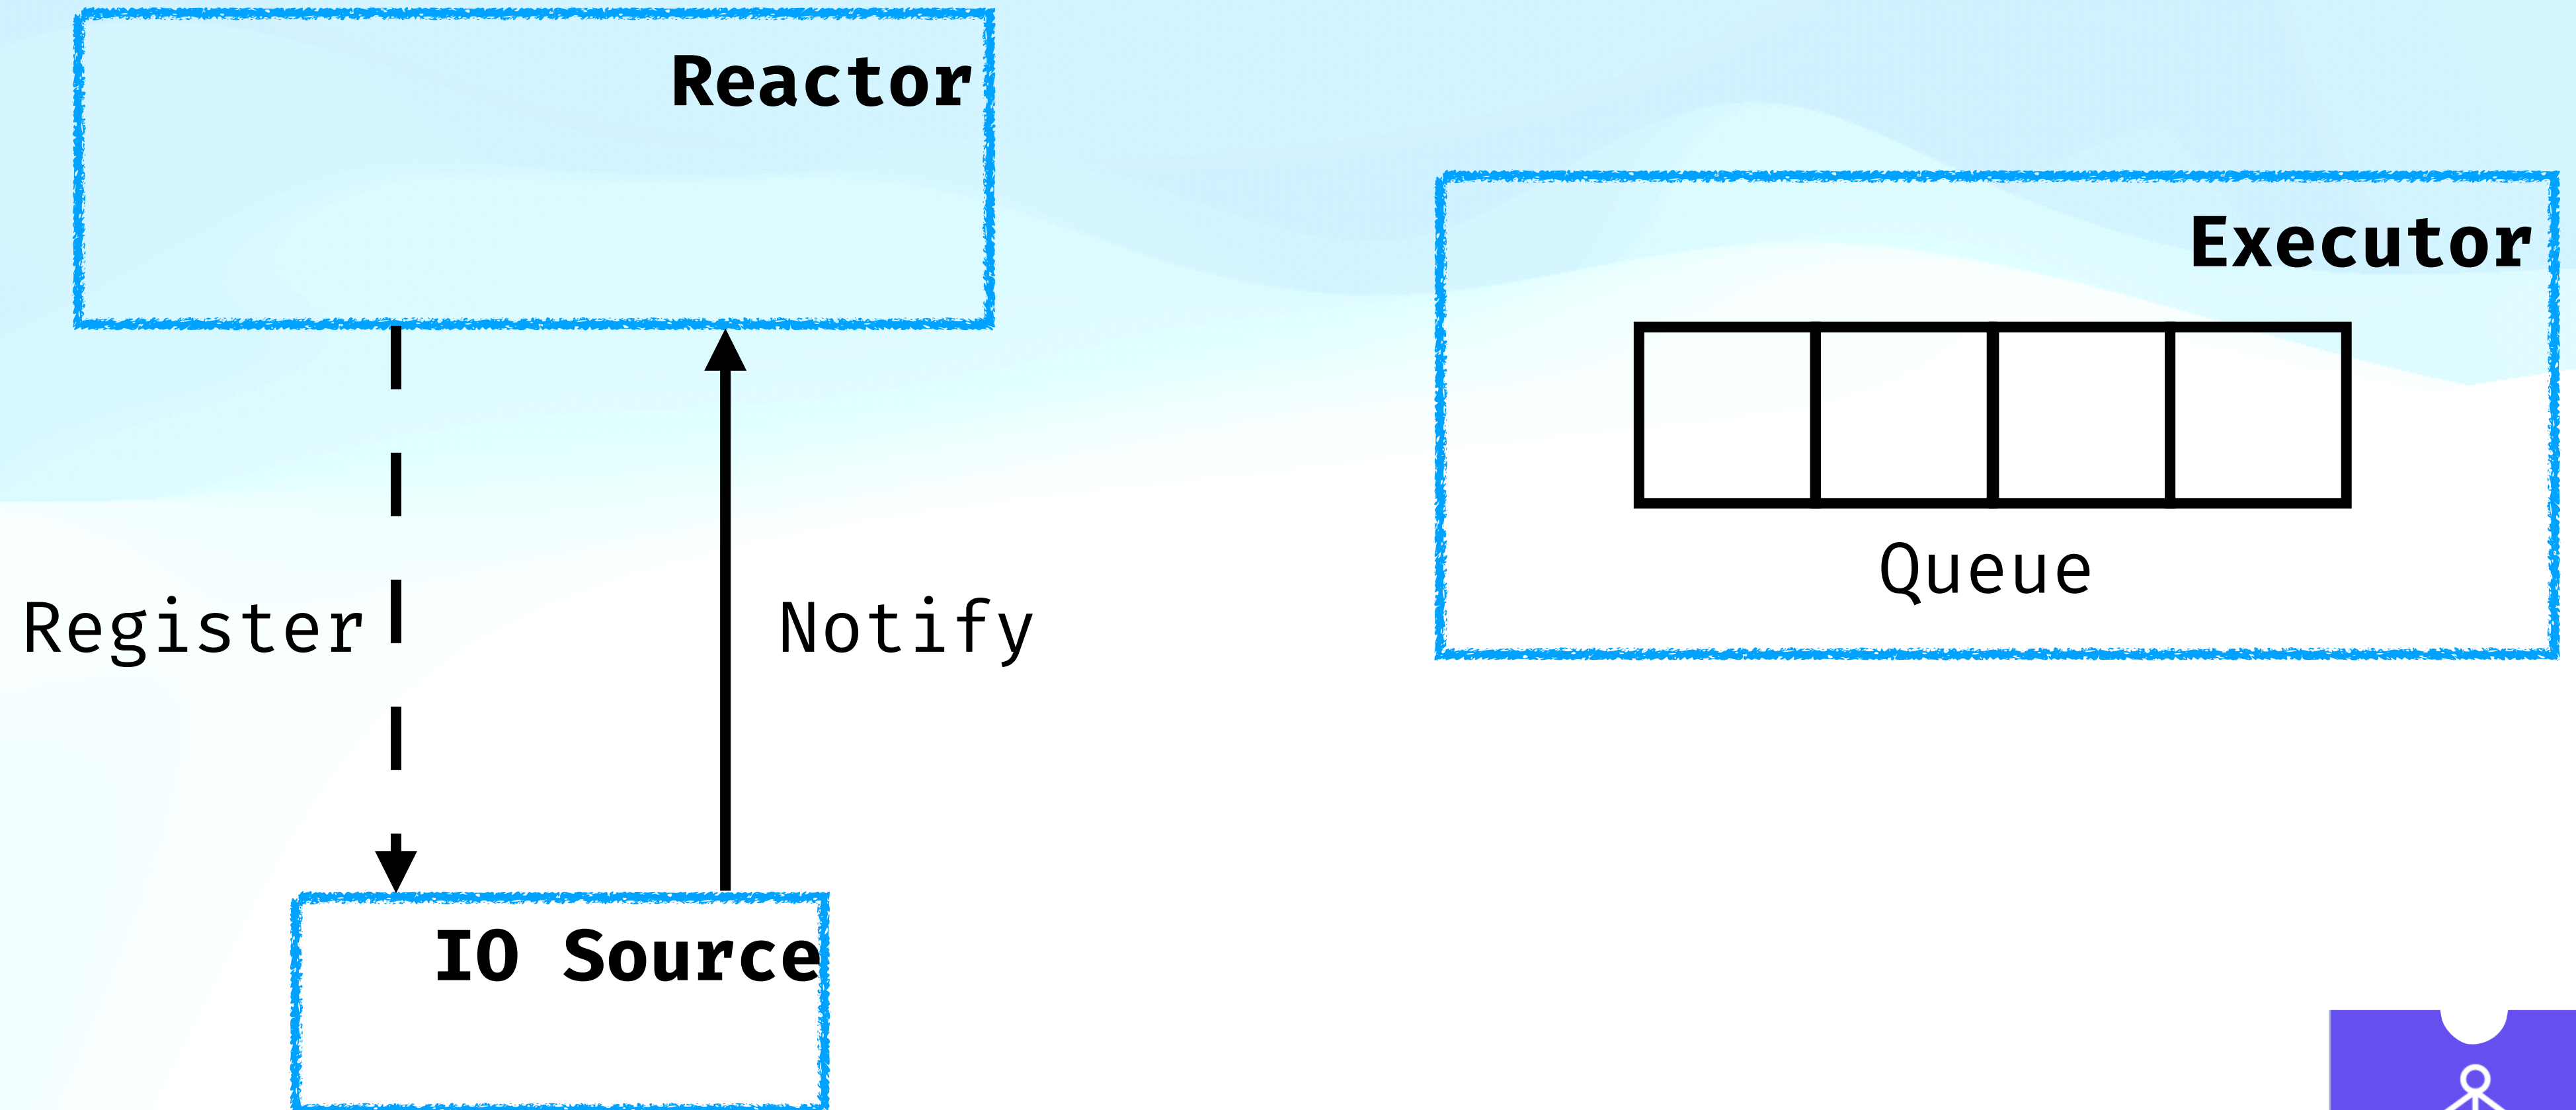 Reactor
Executor
Queue
Register
Notify
IO Source